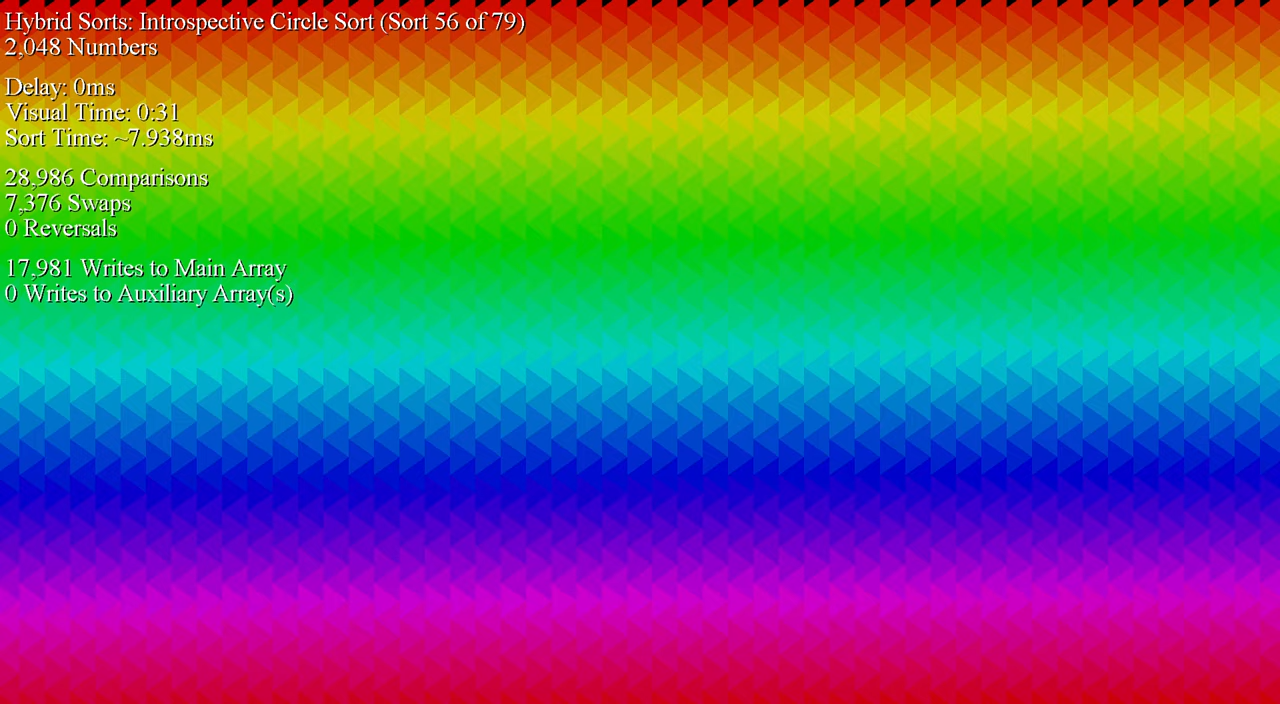 Hybrid Sorts: Introspective Circle Sort (Sort 56 of 79)
2,048 Numbers
Delay: 0ms
Visual Time: 0:31
Sort Time: ~7.938ms
28,986 Comparisons
7,376 Swaps
0 Reversals
17,981 Writes to Main Array
0 Writes to Auxiliary Array(s)